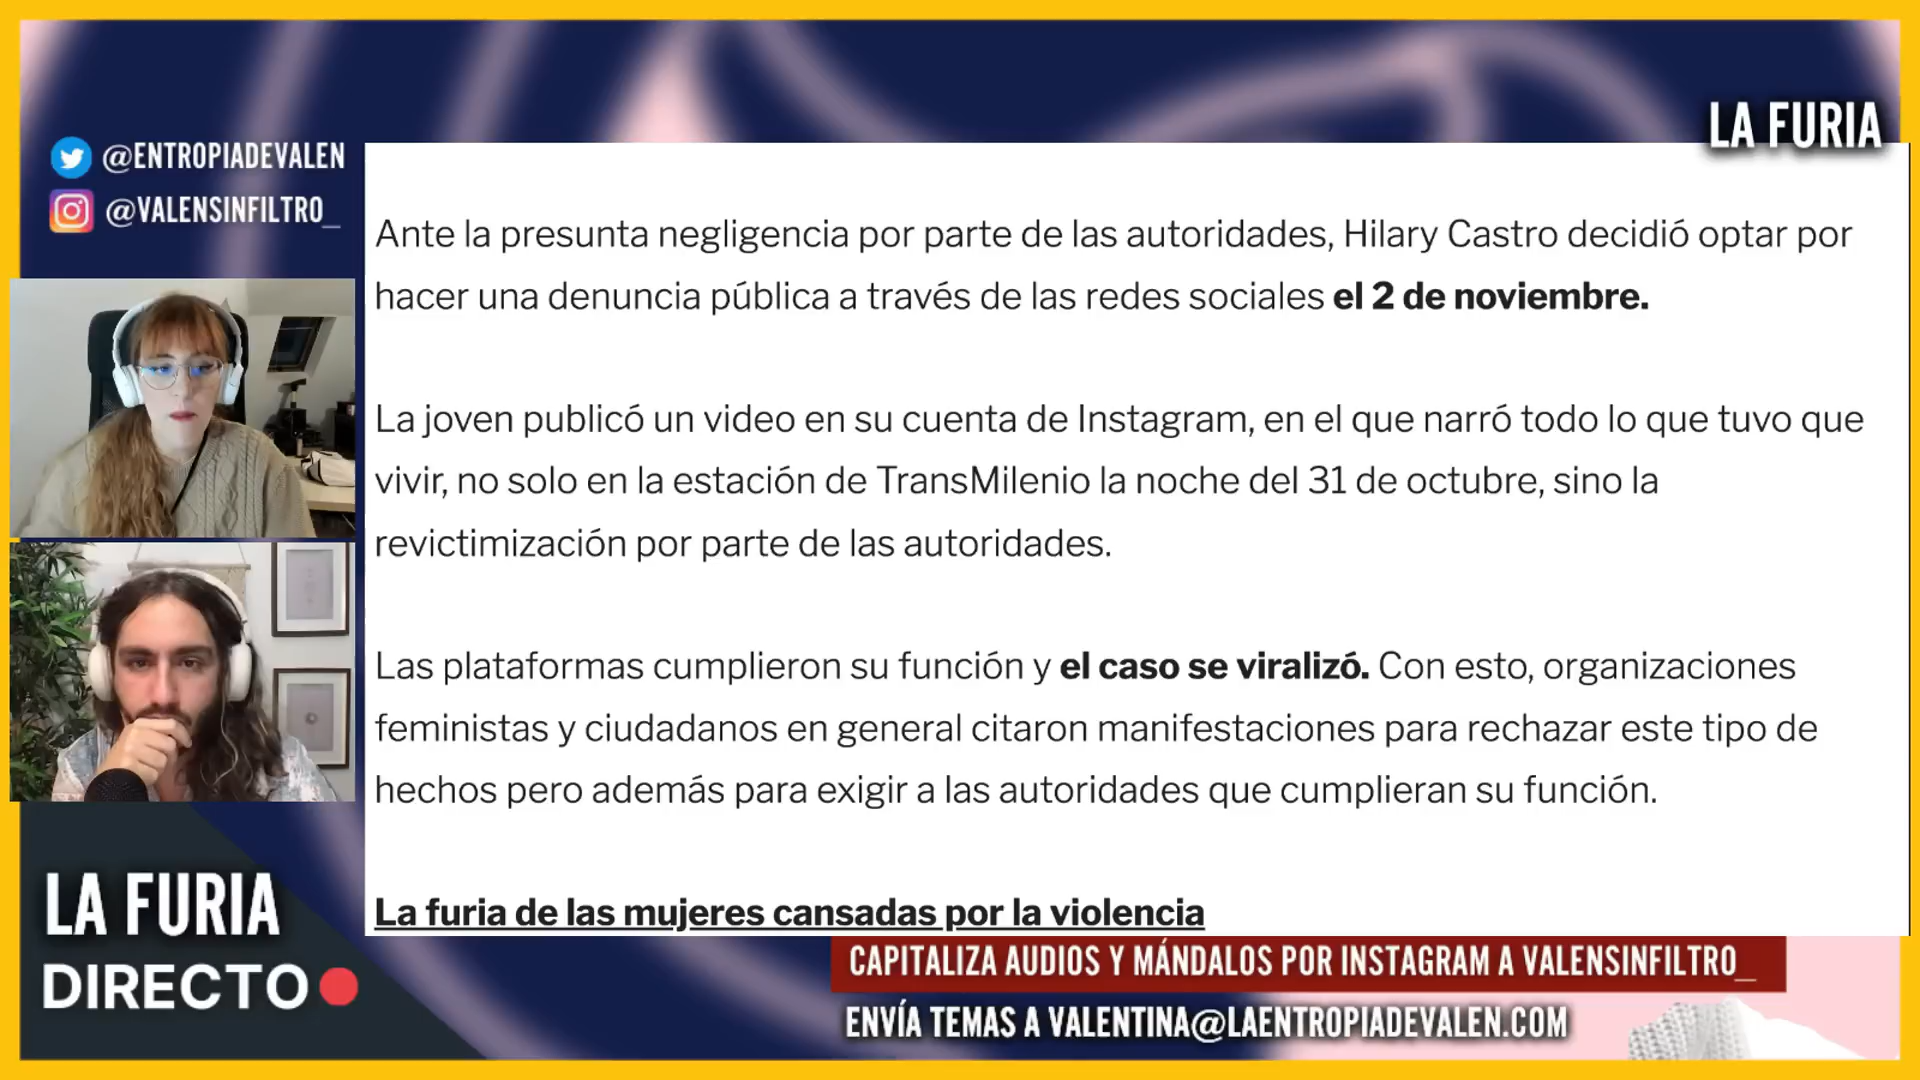 LA FURIA
@ENTROPIADEVALEN
@VALENSINFILTRO_
Ante la presunta negligencia por parte de las autoridades, Hilary Castro decidió optar por
hacer una denuncia pública a través de las redes sociales el 2 de noviembre.
La joven publicó un video en su cuenta de Instagram, en el que narró todo lo que tuvo que
vivir, no solo en la estación de TransMilenio la noche del 31 de octubre, sino la
revictimización por parte de las autoridades.
Las plataformas cumplieron su función y el caso se viralizó. Con esto, organizaciones
feministas y ciudadanos en general citaron manifestaciones para rechazar este tipo de
hechos pero además para exigir a las autoridades que cumplieran su función.
La furia de las mujeres cansadas por la violencia
LA FURIA
DIRECTO
CAPITALIZA AUDIOS Y MÁNDALOS POR INSTAGRAM A VALENSINFILTRO_
ENVÍA TEMAS A VALENTINA@LAENTROPIADEVALEN.COM